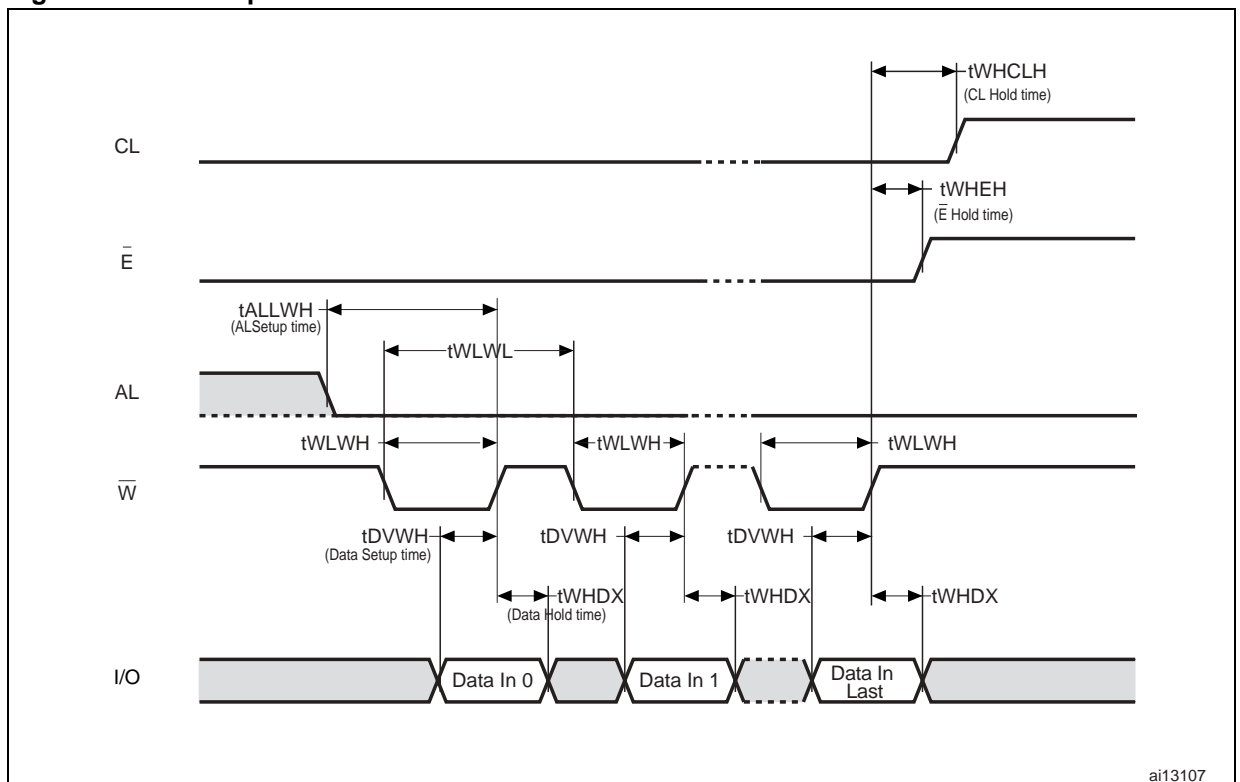 tWHCLH
(CL Hold time)
CL
tWHEH
(E̅ Hold time)
E̅
tALLWH
(ALSetup time)
tWLWL
AL
tWLWH
tWLWH
tWLWH
W̅
tDVWH
(Data Setup time)
tDVWH
tDVWH
tWHDX
(Data Hold time)
tWHDX
tWHDX
I/O
Data In 0
Data In 1
Data In
Last
ai13107